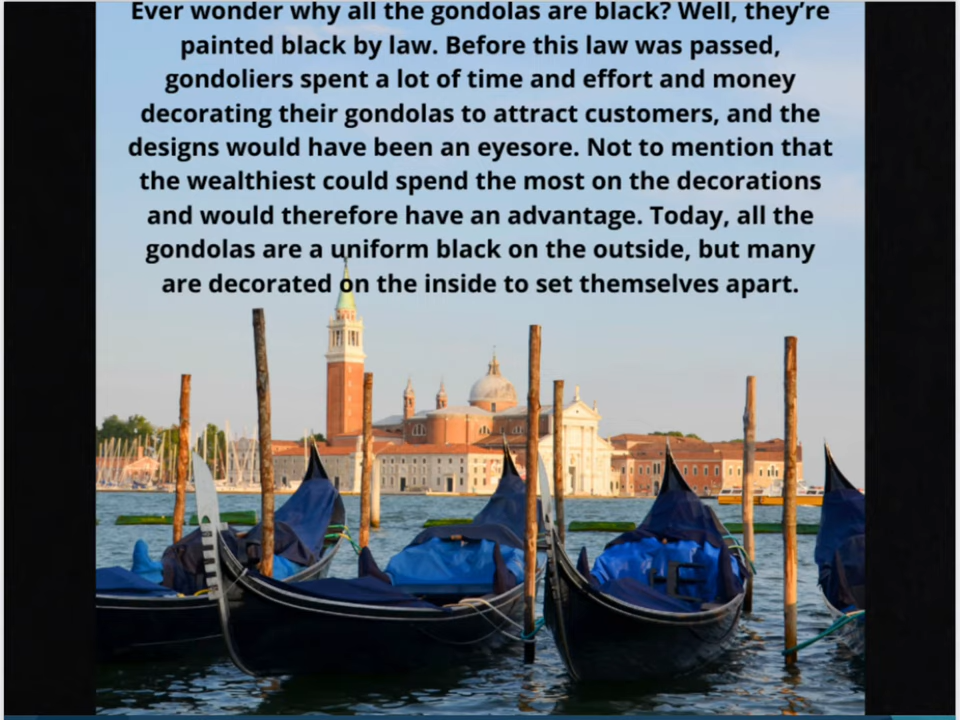 Ever wonder why all the gondolas are black? Well, they’re
painted black by law. Before this law was passed,
gondoliers spent a lot of time and effort and money
decorating their gondolas to attract customers, and the
designs would have been an eyesore. Not to mention that
the wealthiest could spend the most on the decorations
and would therefore have an advantage. Today, all the
gondolas are a uniform black on the outside, but many
are decorated on the inside to set themselves apart.